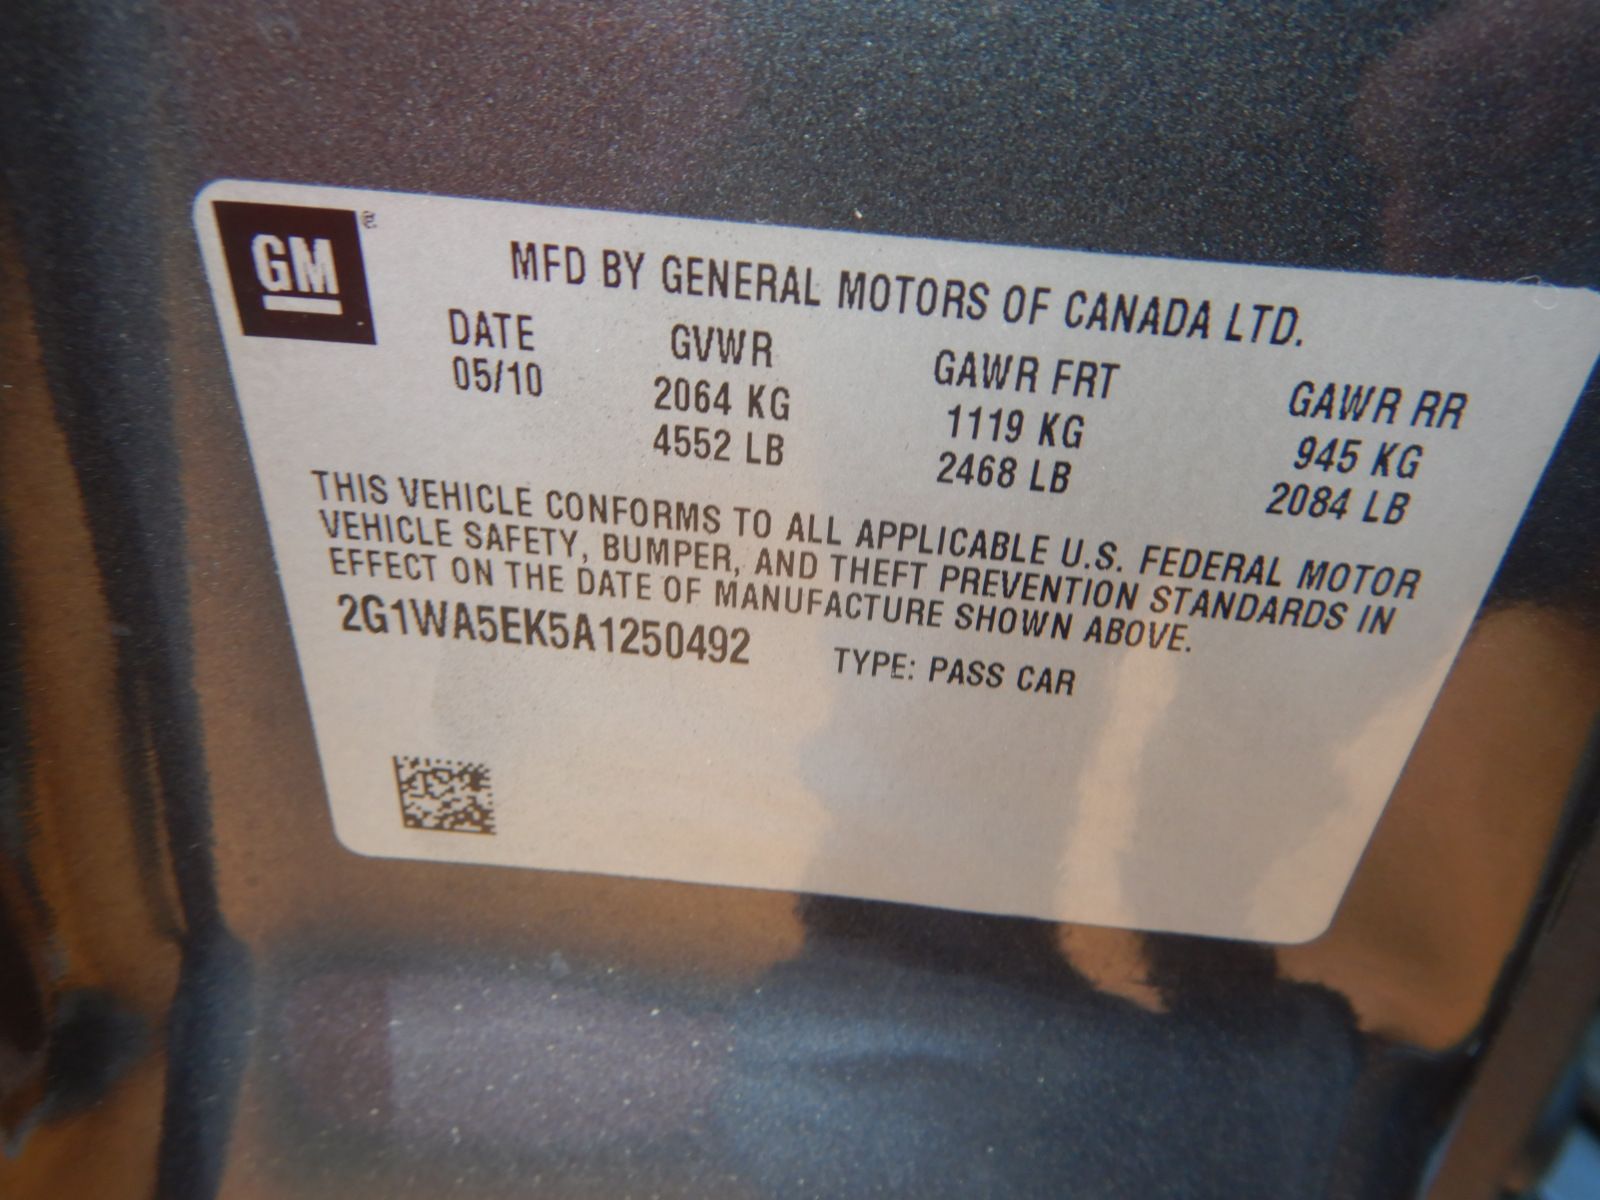 GM ®
MFD BY GENERAL MOTORS OF CANADA LTD.
DATE GVWR GAWR FRT GAWR RR
05/10 2064 KG 1119 KG 945 KG
4552 LB 2468 LB 2084 LB
THIS VEHICLE CONFORMS TO ALL APPLICABLE U.S. FEDERAL MOTOR
VEHICLE SAFETY, BUMPER, AND THEFT PREVENTION STANDARDS IN
EFFECT ON THE DATE OF MANUFACTURE SHOWN ABOVE.
2G1WA5EK5A1250492 TYPE: PASS CAR